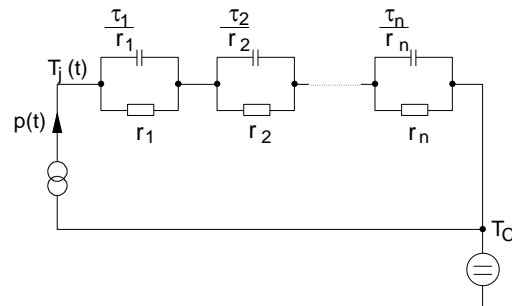 τ1 τ2 τn
r1 r2 rn
Tj(t)
r1 r2 rn
p(t)
TC